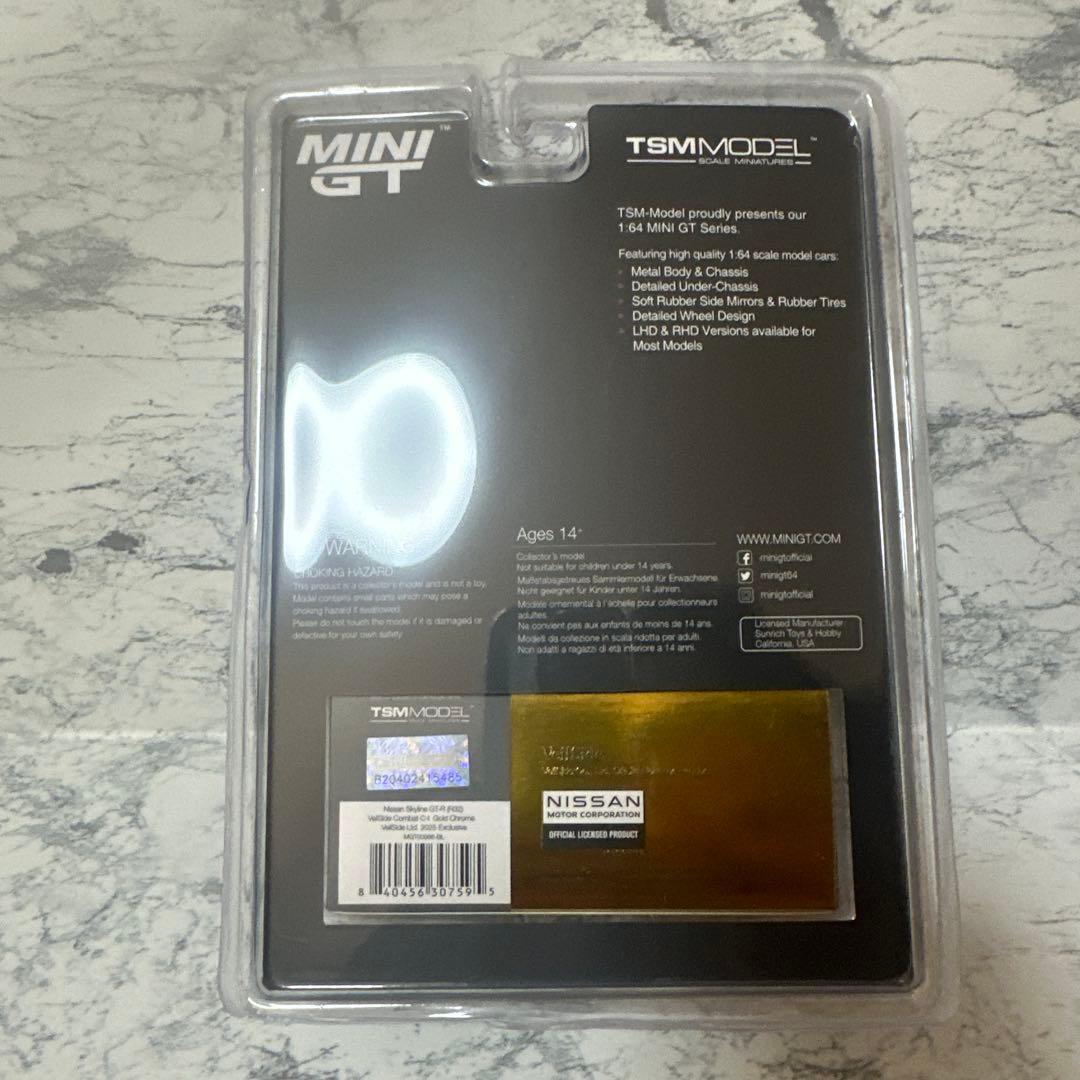 MINI GT™
TSMMODEL™
SCALE MINIATURES
TSM-Model proudly presents our
1:64 MINI GT Series.
Featuring high quality 1:64 scale model cars:
Metal Body & Chassis
Detailed Under-Chassis
Soft Rubber Side Mirrors & Rubber Tires
Detailed Wheel Design
LHD & RHD Versions available for
Most Models
WARNING
CHOKING HAZARD
This product is a collector's model and is not a toy.
Model contains small parts which may pose a
choking hazard if swallowed.
Please do not touch the model if it is damaged or
defective for your own safety.
Ages 14+
Collector's model
Not suitable for children under 14 years.
Maßstabsgetreues Sammlermodell für Erwachsene.
Nicht geeignet für Kinder unter 14 Jahren.
Modèle ornemental à l'échelle pour collectionneurs
adultes
Ne convient pas aux enfants de moins de 14 ans.
Modelli da collezione in scala ridotta per adulti.
Non adatti a ragazzi di età inferiore a 14 anni.
WWW.MINIGT.COM
minigtofficial
minigt64
minigtofficial
Licensed Manufacturer
Sunrich Toys & Hobby
California, USA
TSMMODEL™
SCALE MINIATURES
B20402415485
Nissan Skyline GT-R (R32)
VeilSide Combat C-I Gold Chrome
VeilSide Ltd. 2025 Exclusive
8 40456 30759 5
VeilSide
NISSAN
MOTOR CORPORATION
OFFICIAL LICENSED PRODUCT